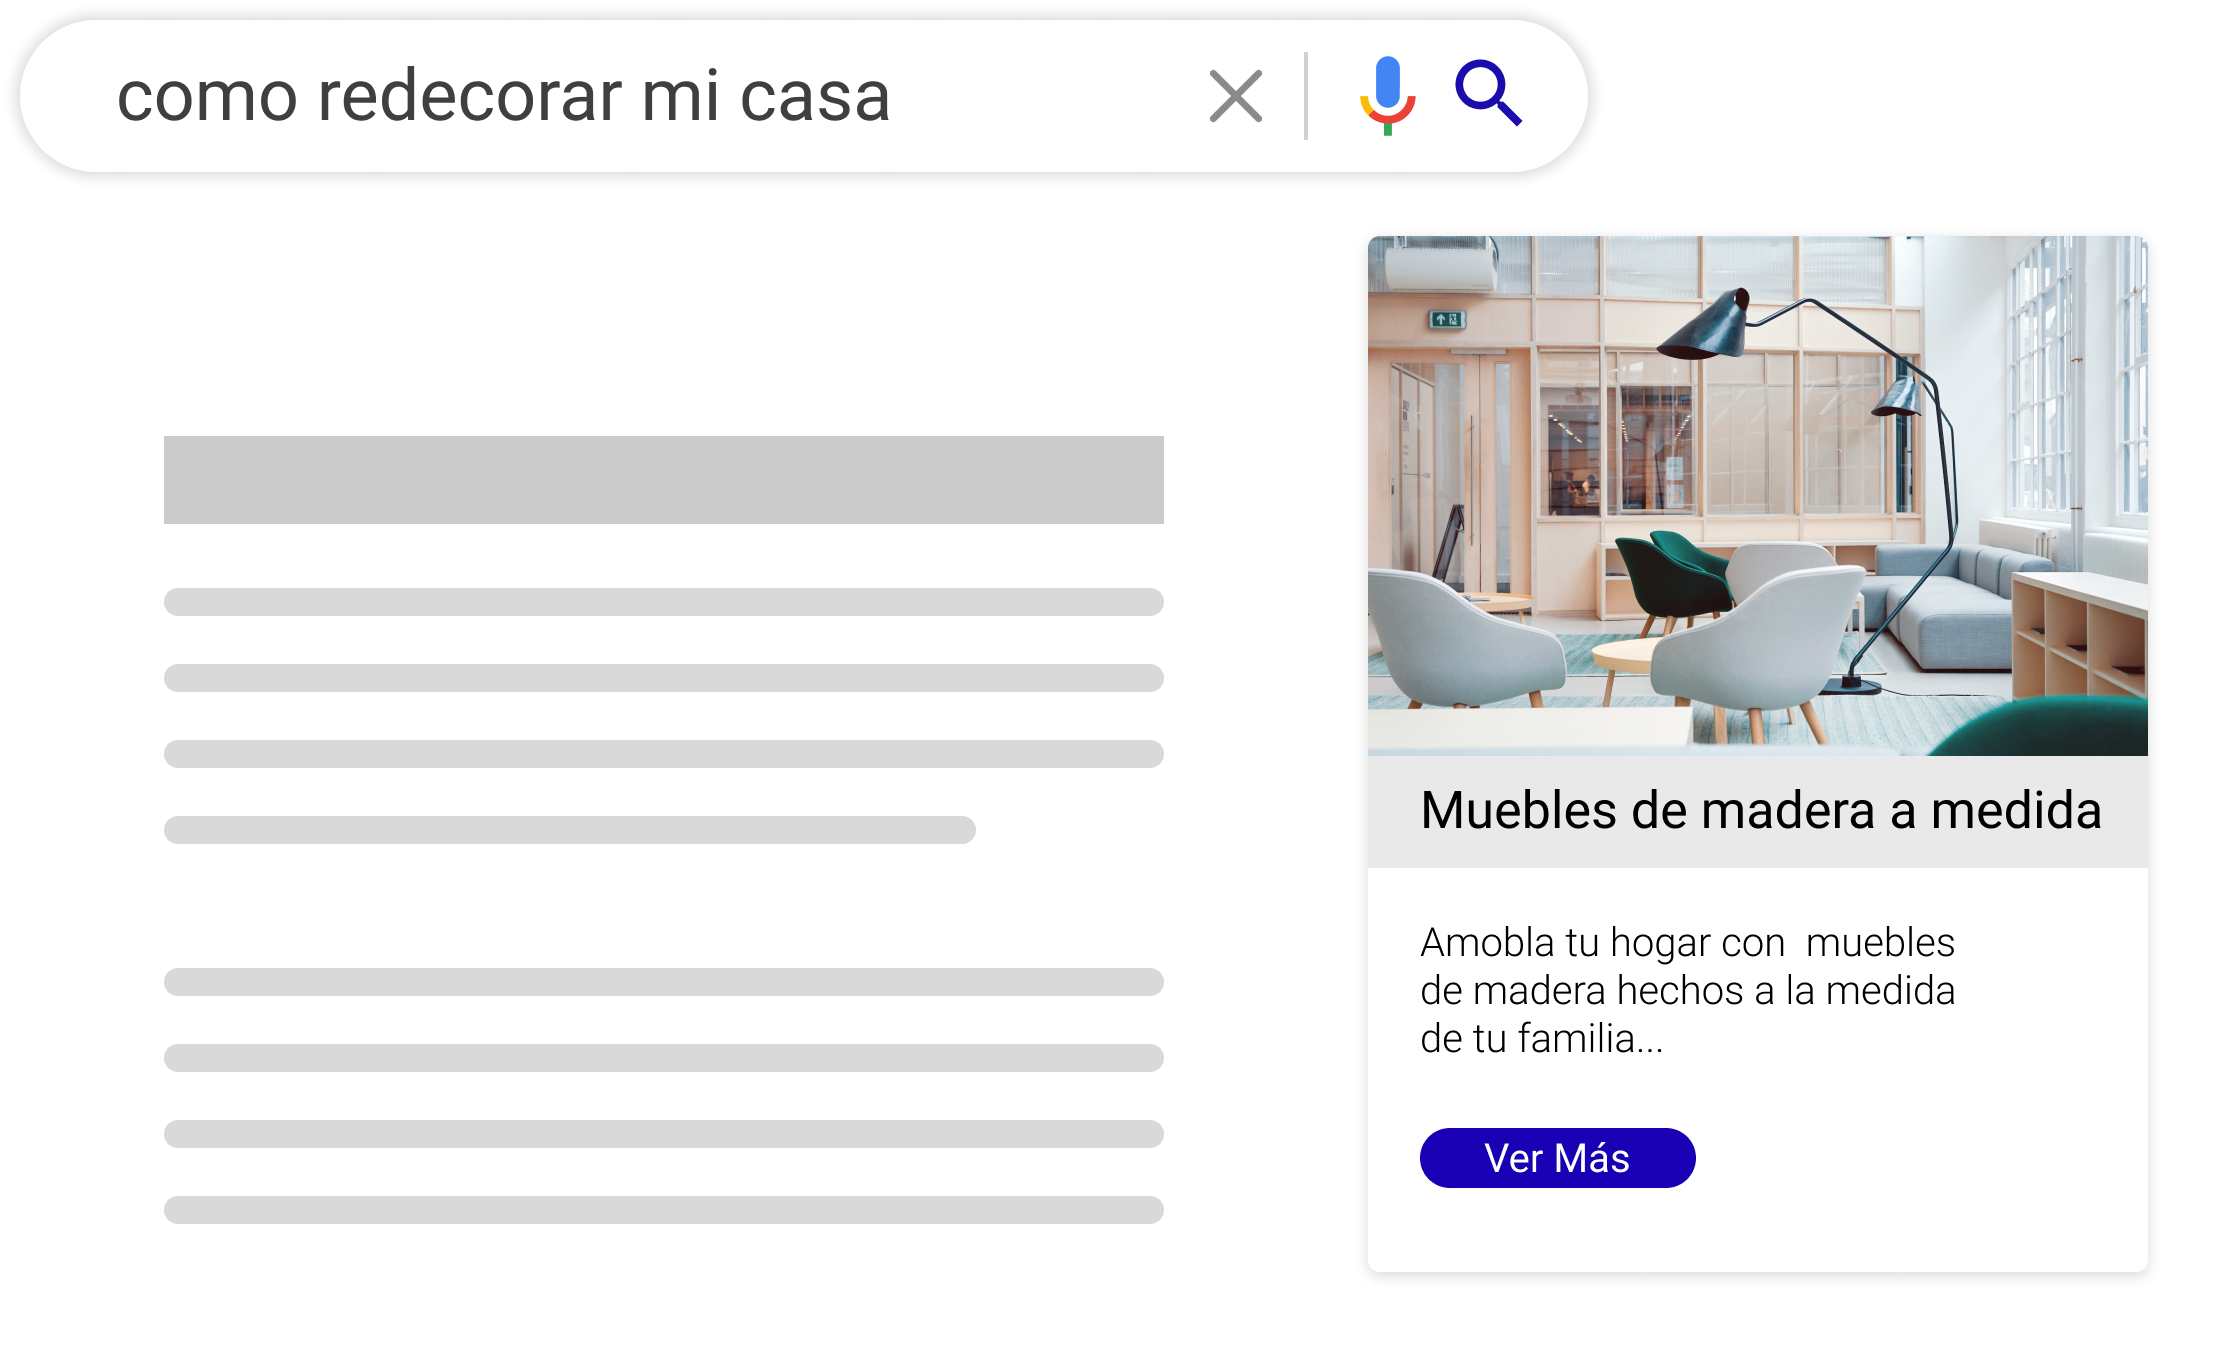 como redecorar mi casa
Muebles de madera a medida
Amobla tu hogar con  muebles
de madera hechos a la medida
de tu familia...
Ver Más